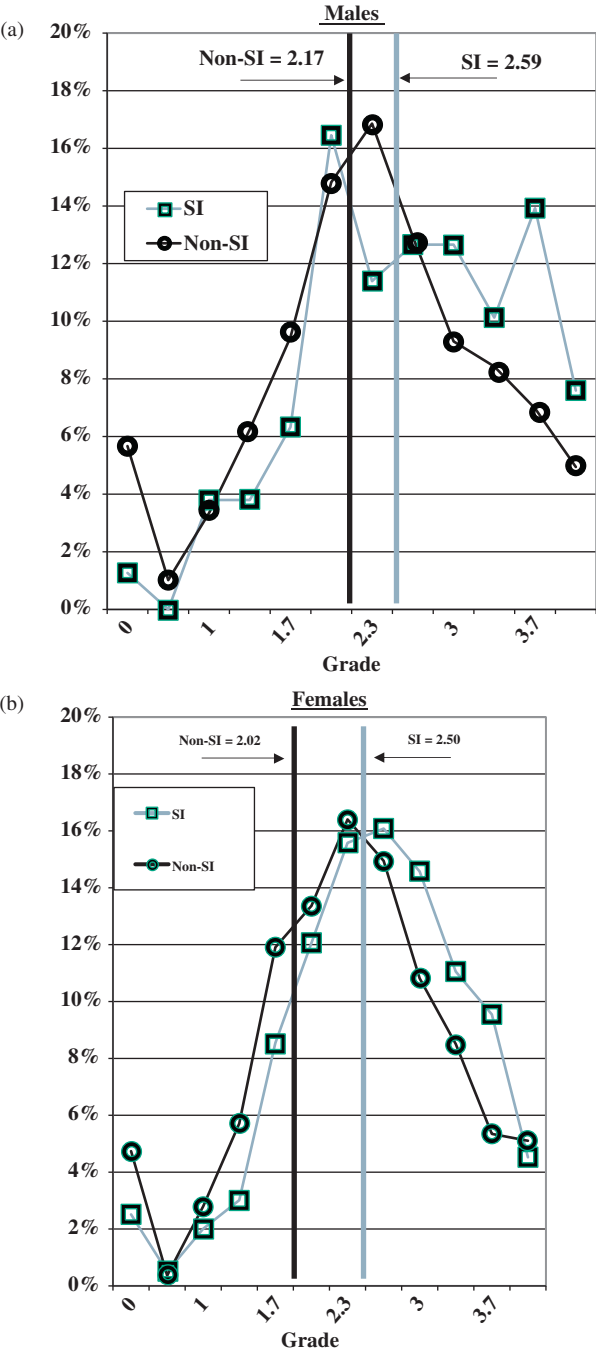 (a)
Males
20%
Non-SI = 2.17
SI = 2.59
18%
16%
14%
SI
Non-SI
12%
10%
8%
6%
4%
2%
0%
0
1
1.7
2.3
3
3.7
Grade
(b)
Females
20%
Non-SI = 2.02
SI = 2.50
18%
SI
16%
Non-SI
14%
12%
10%
8%
6%
4%
2%
0%
0
1
1.7
2.3
3
3.7
Grade